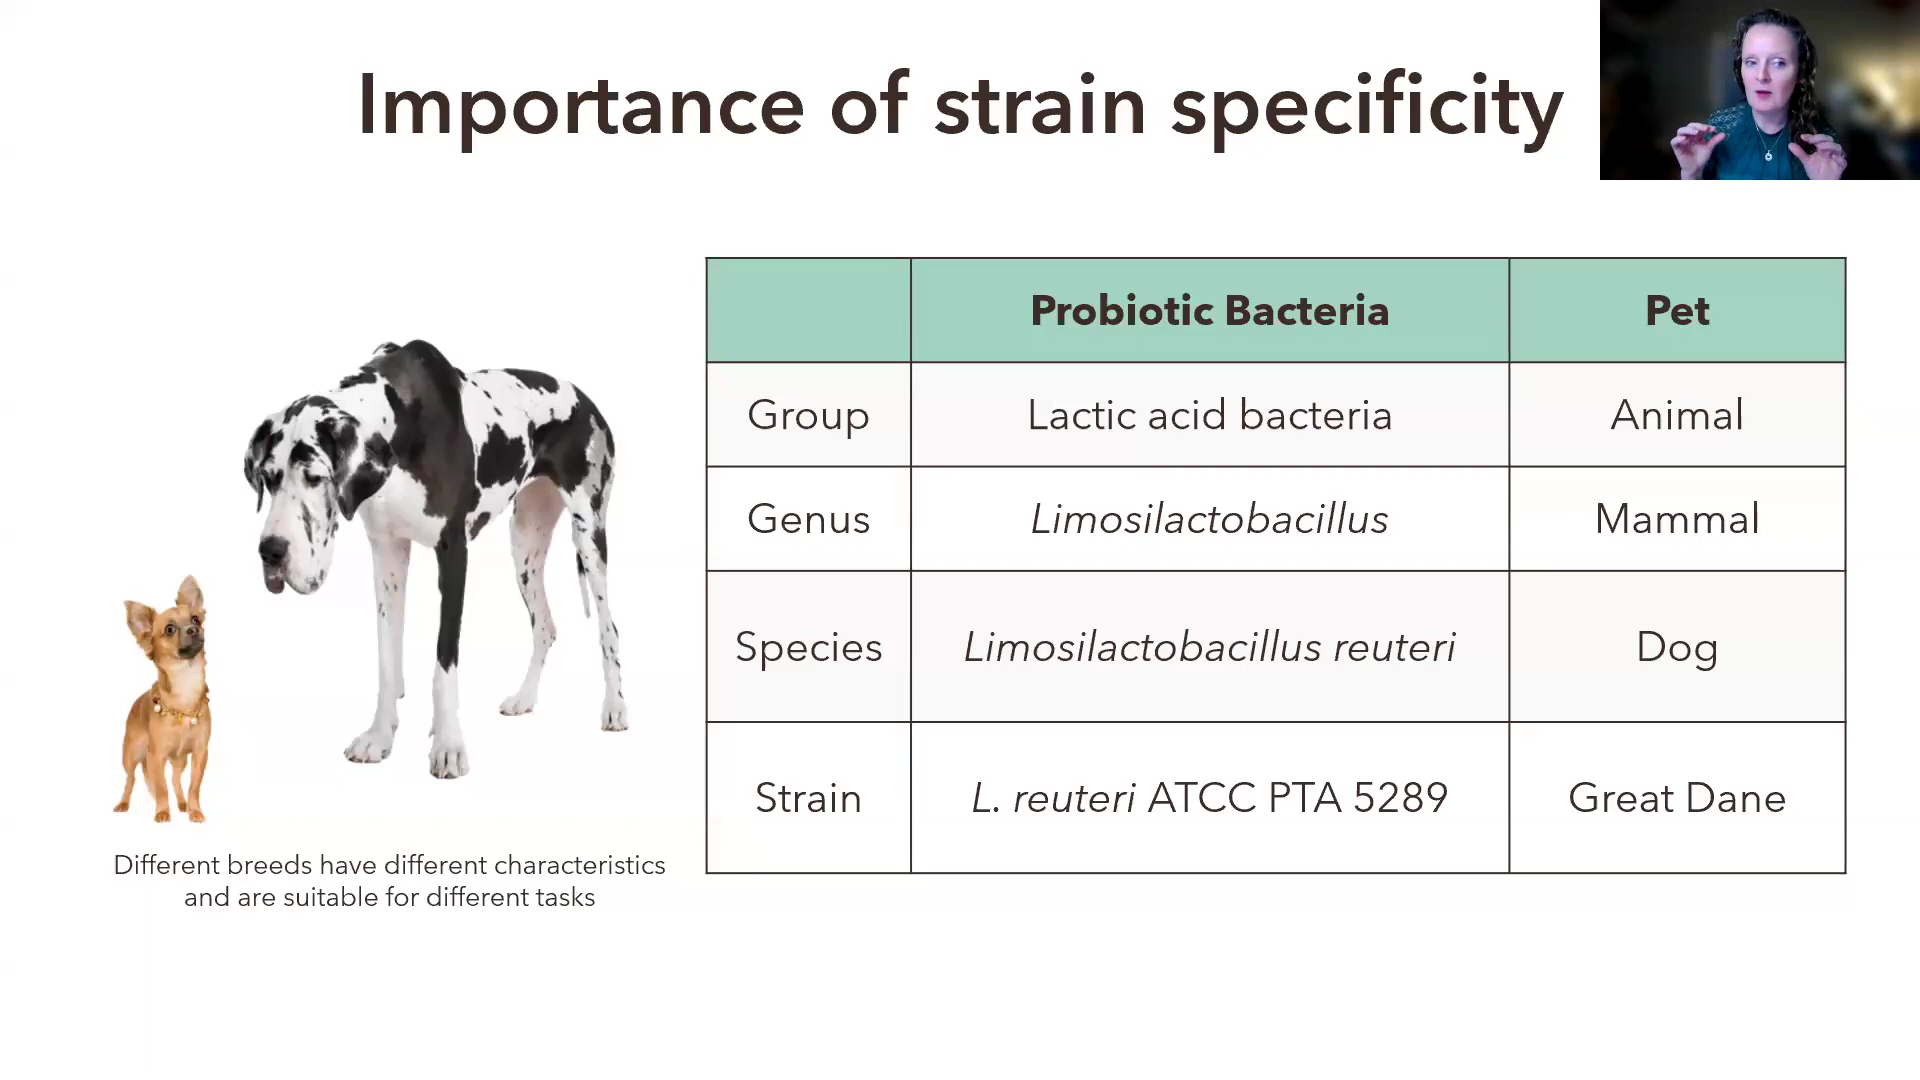 Importance of strain specificity
Probiotic Bacteria Pet
Group Lactic acid bacteria Animal
Genus Limosilactobacillus Mammal
Species Limosilactobacillus reuteri Dog
Strain L. reuteri ATCC PTA 5289 Great Dane
Different breeds have different characteristics
and are suitable for different tasks